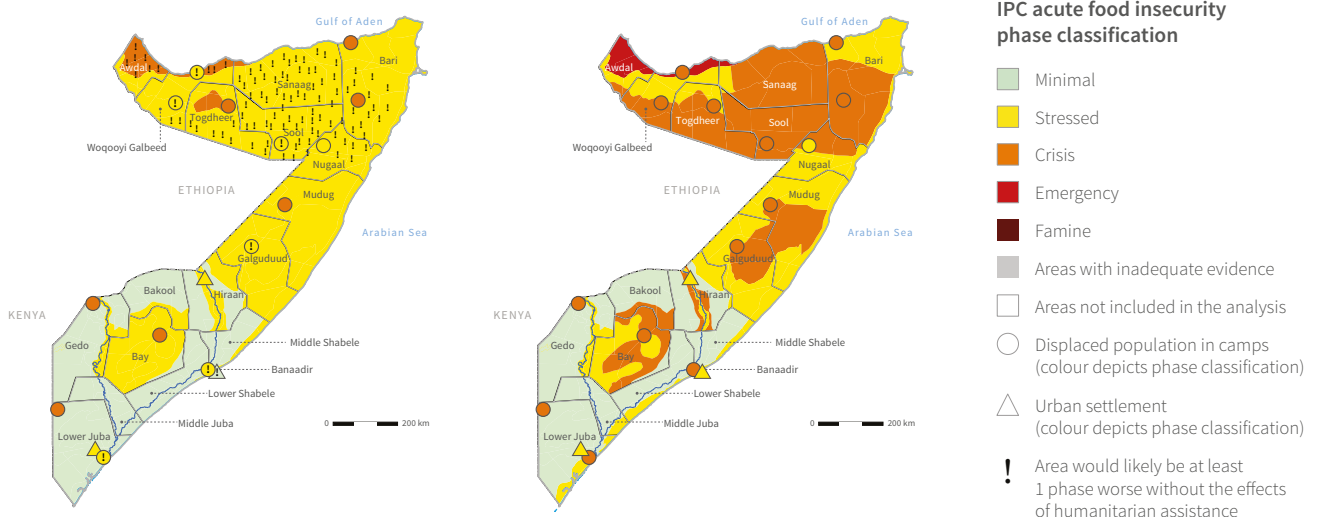 Gulf of Aden
Bari
Awdal
Sanaag
Togdheer
Sool
Woqooyi Galbeed
Nugaal
ETHIOPIA
Mudug
Arabian Sea
Galguduud
Bakool
Hiraan
KENYA
Gedo
Middle Shabele
Bay
Banaadir
Lower Shabele
Middle Juba
0 200 km
Lower Juba
Gulf of Aden
Bari
Awdal
Sanaag
Togdheer
Sool
Woqooyi Galbeed
Nugaal
ETHIOPIA
Mudug
Arabian Sea
Galguduud
Bakool
Hiraan
KENYA
Gedo
Middle Shabele
Bay
Banaadir
Lower Shabele
Middle Juba
0 200 km
Lower Juba
IPC acute food insecurity
phase classification
Minimal
Stressed
Crisis
Emergency
Famine
Areas with inadequate evidence
Areas not included in the analysis
Displaced population in camps
(colour depicts phase classification)
Urban settlement
(colour depicts phase classification)
! Area would likely be at least
1 phase worse without the effects
of humanitarian assistance